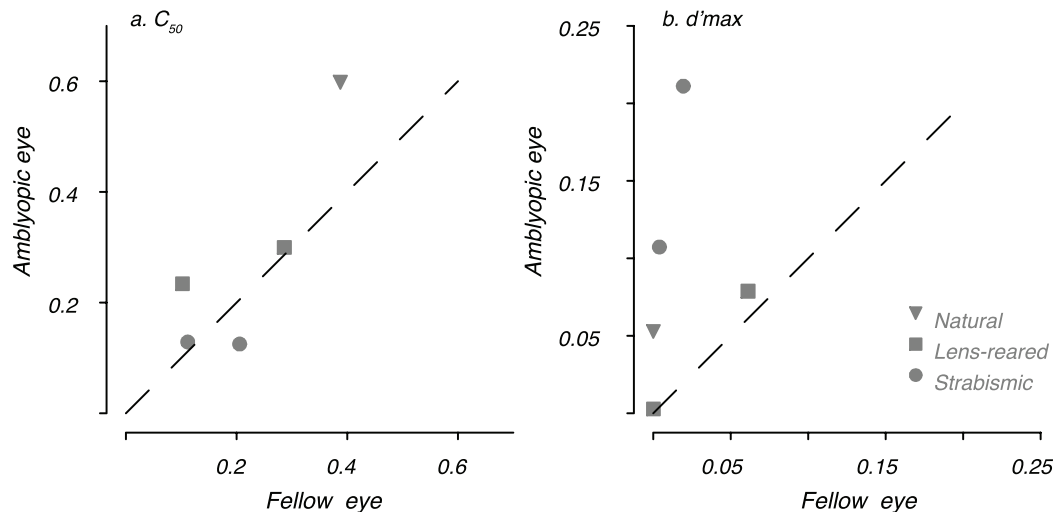 a. C50
0.6
0.4
0.2
Amblyopic eye
0.2 0.4 0.6
Fellow eye
b. d'max
0.25
0.15
0.05
Amblyopic eye
Natural
Lens-reared
Strabismic
0.05 0.15 0.25
Fellow eye